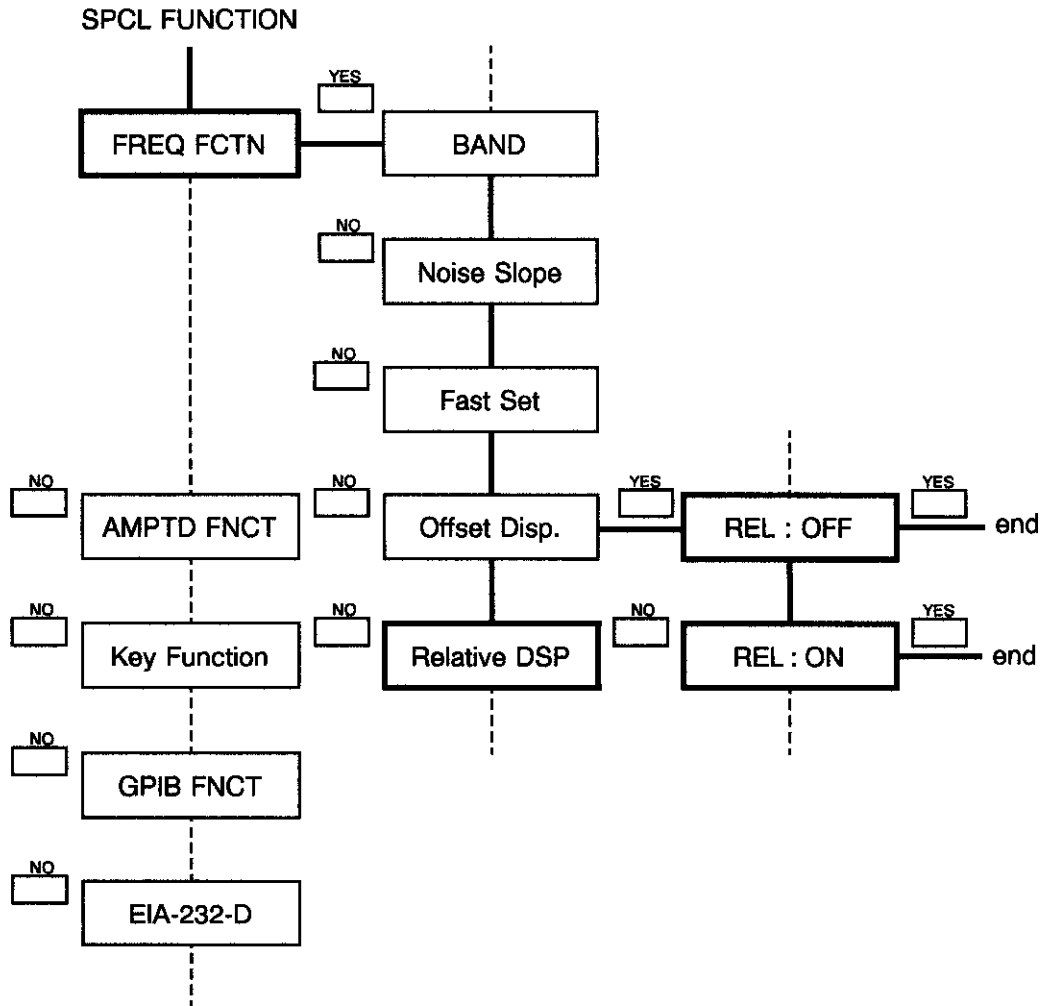 SPCL FUNCTION
YES
FREQ FCTN
BAND
NO
Noise Slope
NO
Fast Set
NO
AMPTD FNCT
NO
Offset Disp.
YES
REL : OFF
YES
end
NO
Key Function
NO
Relative DSP
NO
REL : ON
YES
end
NO
GPIB FNCT
NO
EIA-232-D